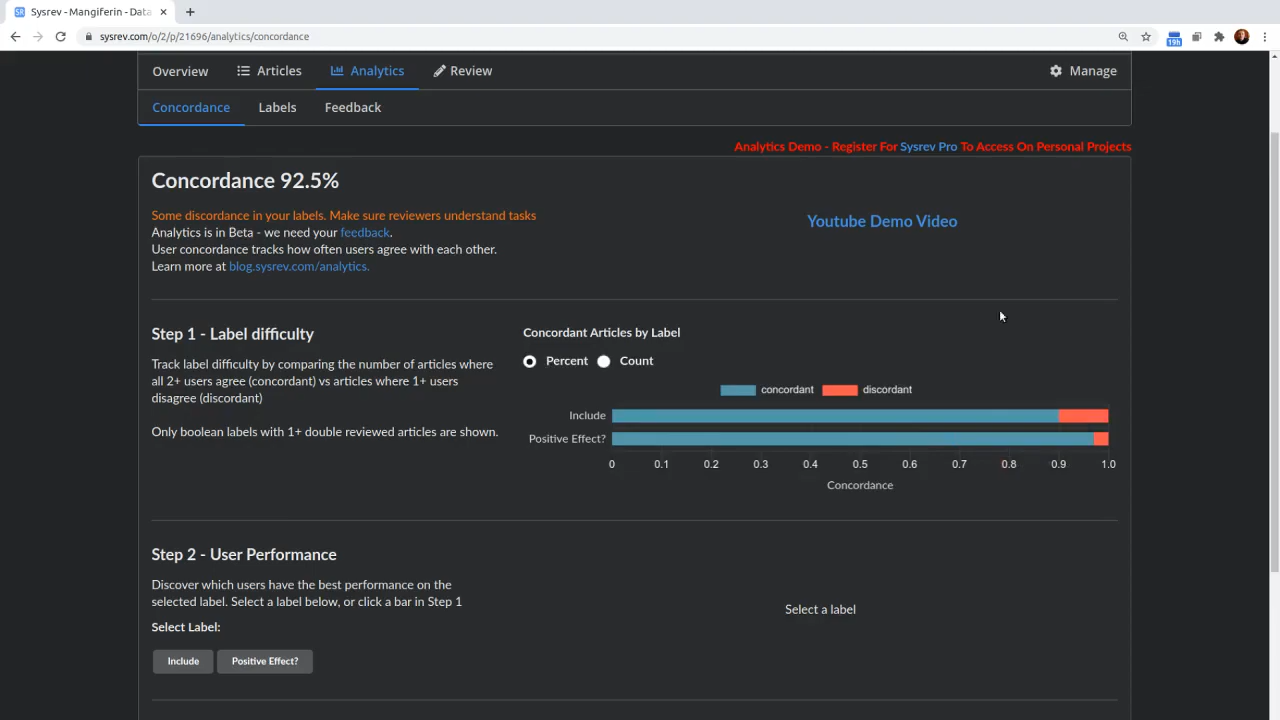 Sysrev - Mangiferin - Data
sysrev.com/o/2/p/21696/analytics/concordance
19h
Overview
Articles
Analytics
Review
Manage
Concordance
Labels
Feedback
Analytics Demo - Register For Sysrev Pro To Access On Personal Projects
Concordance 92.5%
Some discordance in your labels. Make sure reviewers understand tasks
Analytics is in Beta - we need your feedback.
User concordance tracks how often users agree with each other.
Learn more at blog.sysrev.com/analytics.
Youtube Demo Video
Step 1 - Label difficulty
Track label difficulty by comparing the number of articles where
all 2+ users agree (concordant) vs articles where 1+ users
disagree (discordant)
Only boolean labels with 1+ double reviewed articles are shown.
Concordant Articles by Label
Percent Count
concordant discordant
Include
Positive Effect?
0 0.1 0.2 0.3 0.4 0.5 0.6 0.7 0.8 0.9 1.0
Concordance
Step 2 - User Performance
Discover which users have the best performance on the
selected label. Select a label below, or click a bar in Step 1
Select Label:
Include
Positive Effect?
Select a label